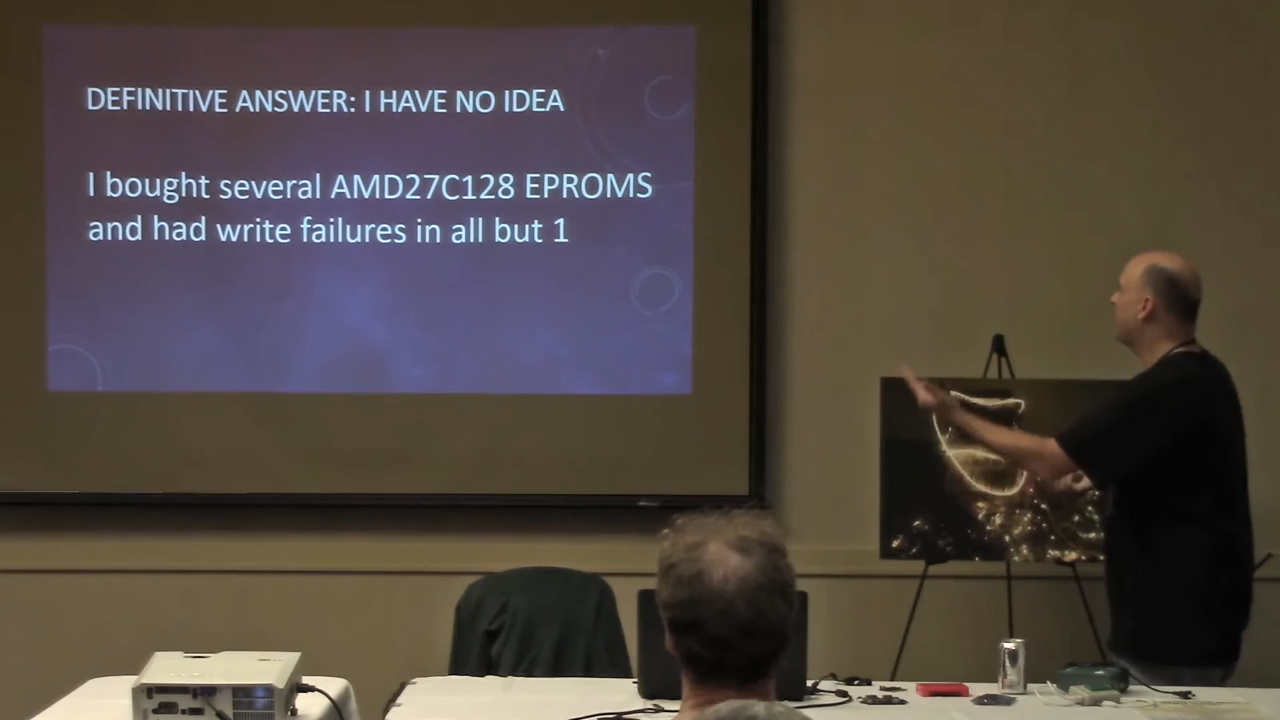 DEFINITIVE ANSWER: I HAVE NO IDEA
I bought several AMD27C128 EPROMS
and had write failures in all but 1